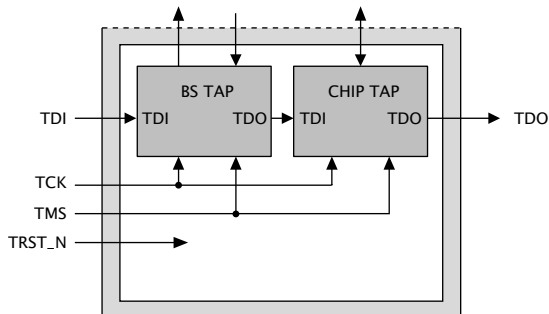 BS TAP
CHIP TAP
TDI
TDI
TDO
TDI
TDO
TDO
TCK
TMS
TRST_N